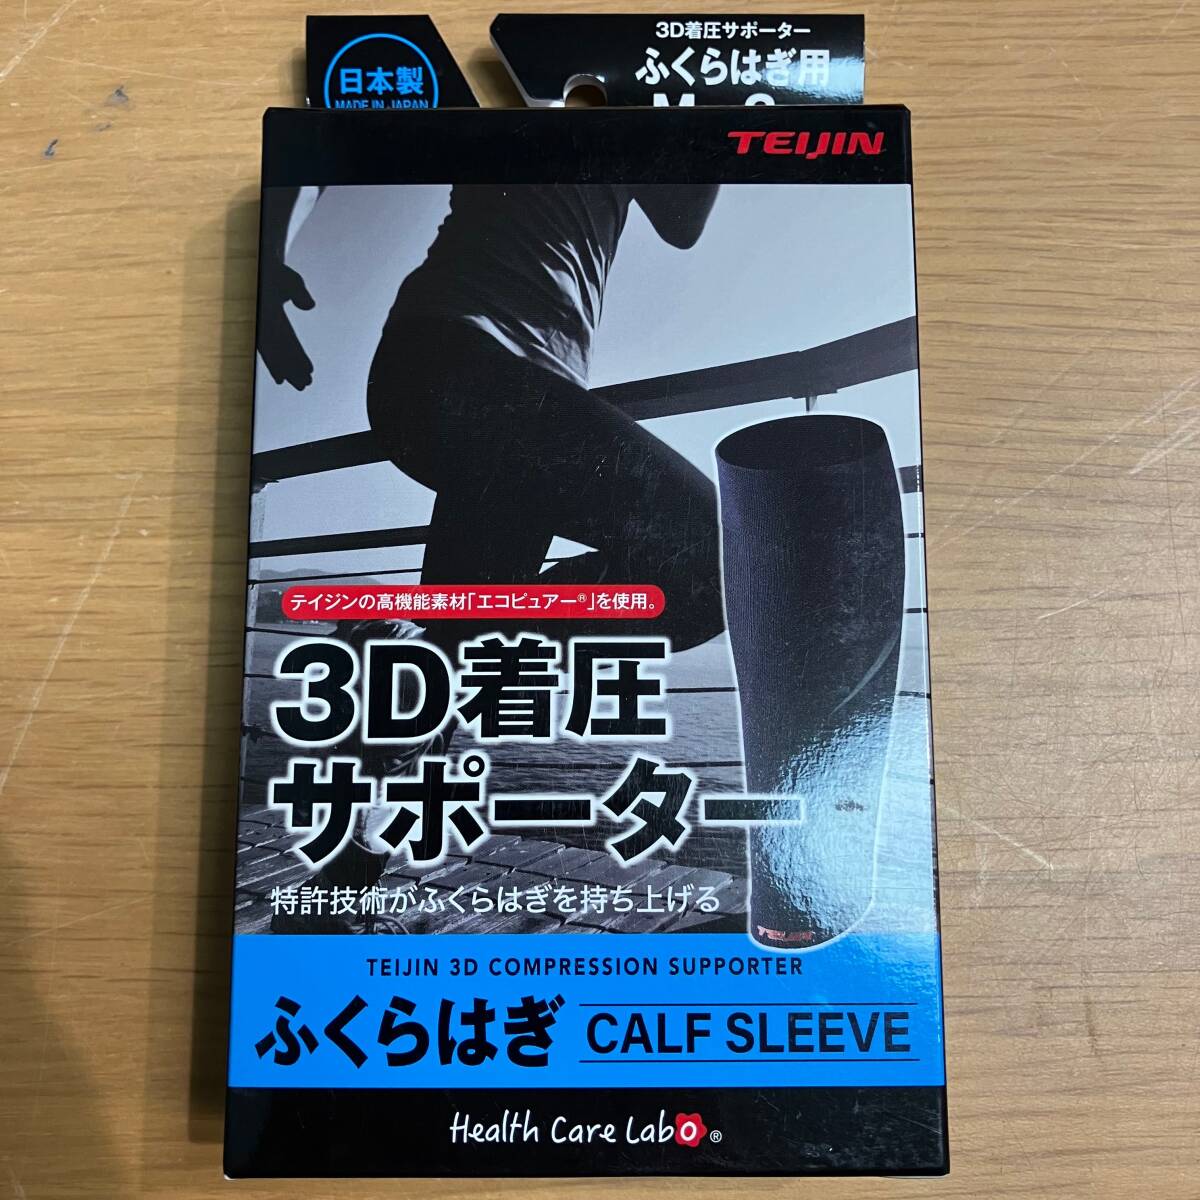 日本製
MADE IN JAPAN
3D着圧サポーター
ふくらはぎ用
TEIJIN
テイジンの高機能素材「エコピュアー®」を使用。
3D着圧
サポーター
特許技術がふくらはぎを持ち上げる
TEIJIN
TEIJIN 3D COMPRESSION SUPPORTER
ふくらはぎ CALF SLEEVE
Health Care Labo ®